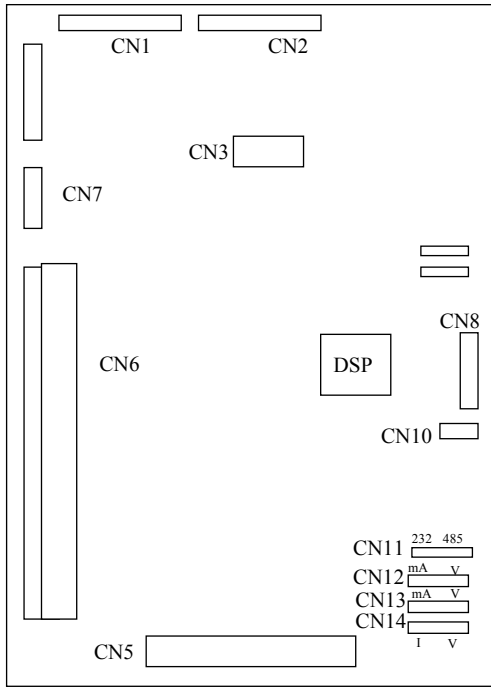 CN1 CN2
CN3
CN7
CN8
CN6 DSP
CN10
232 485
CN11
mA V
CN12
mA V
CN13
CN14
I V
CN5